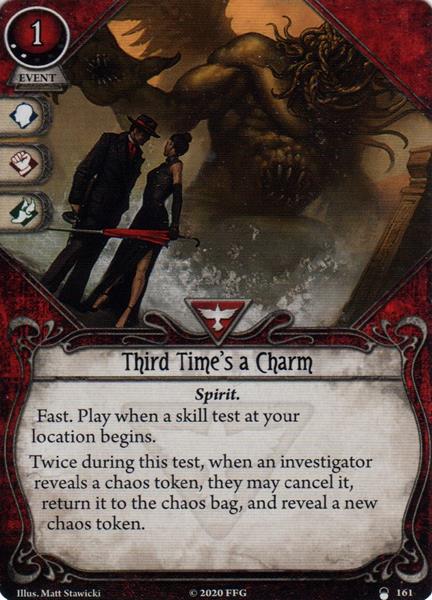 1
EVENT
Third Time's a Charm
Spirit.
Fast. Play when a skill test at your
location begins.
Twice during this test, when an investigator
reveals a chaos token, they may cancel it,
return it to the chaos bag, and reveal a new
chaos token.
Illus. Matt Stawicki © 2020 FFG 161